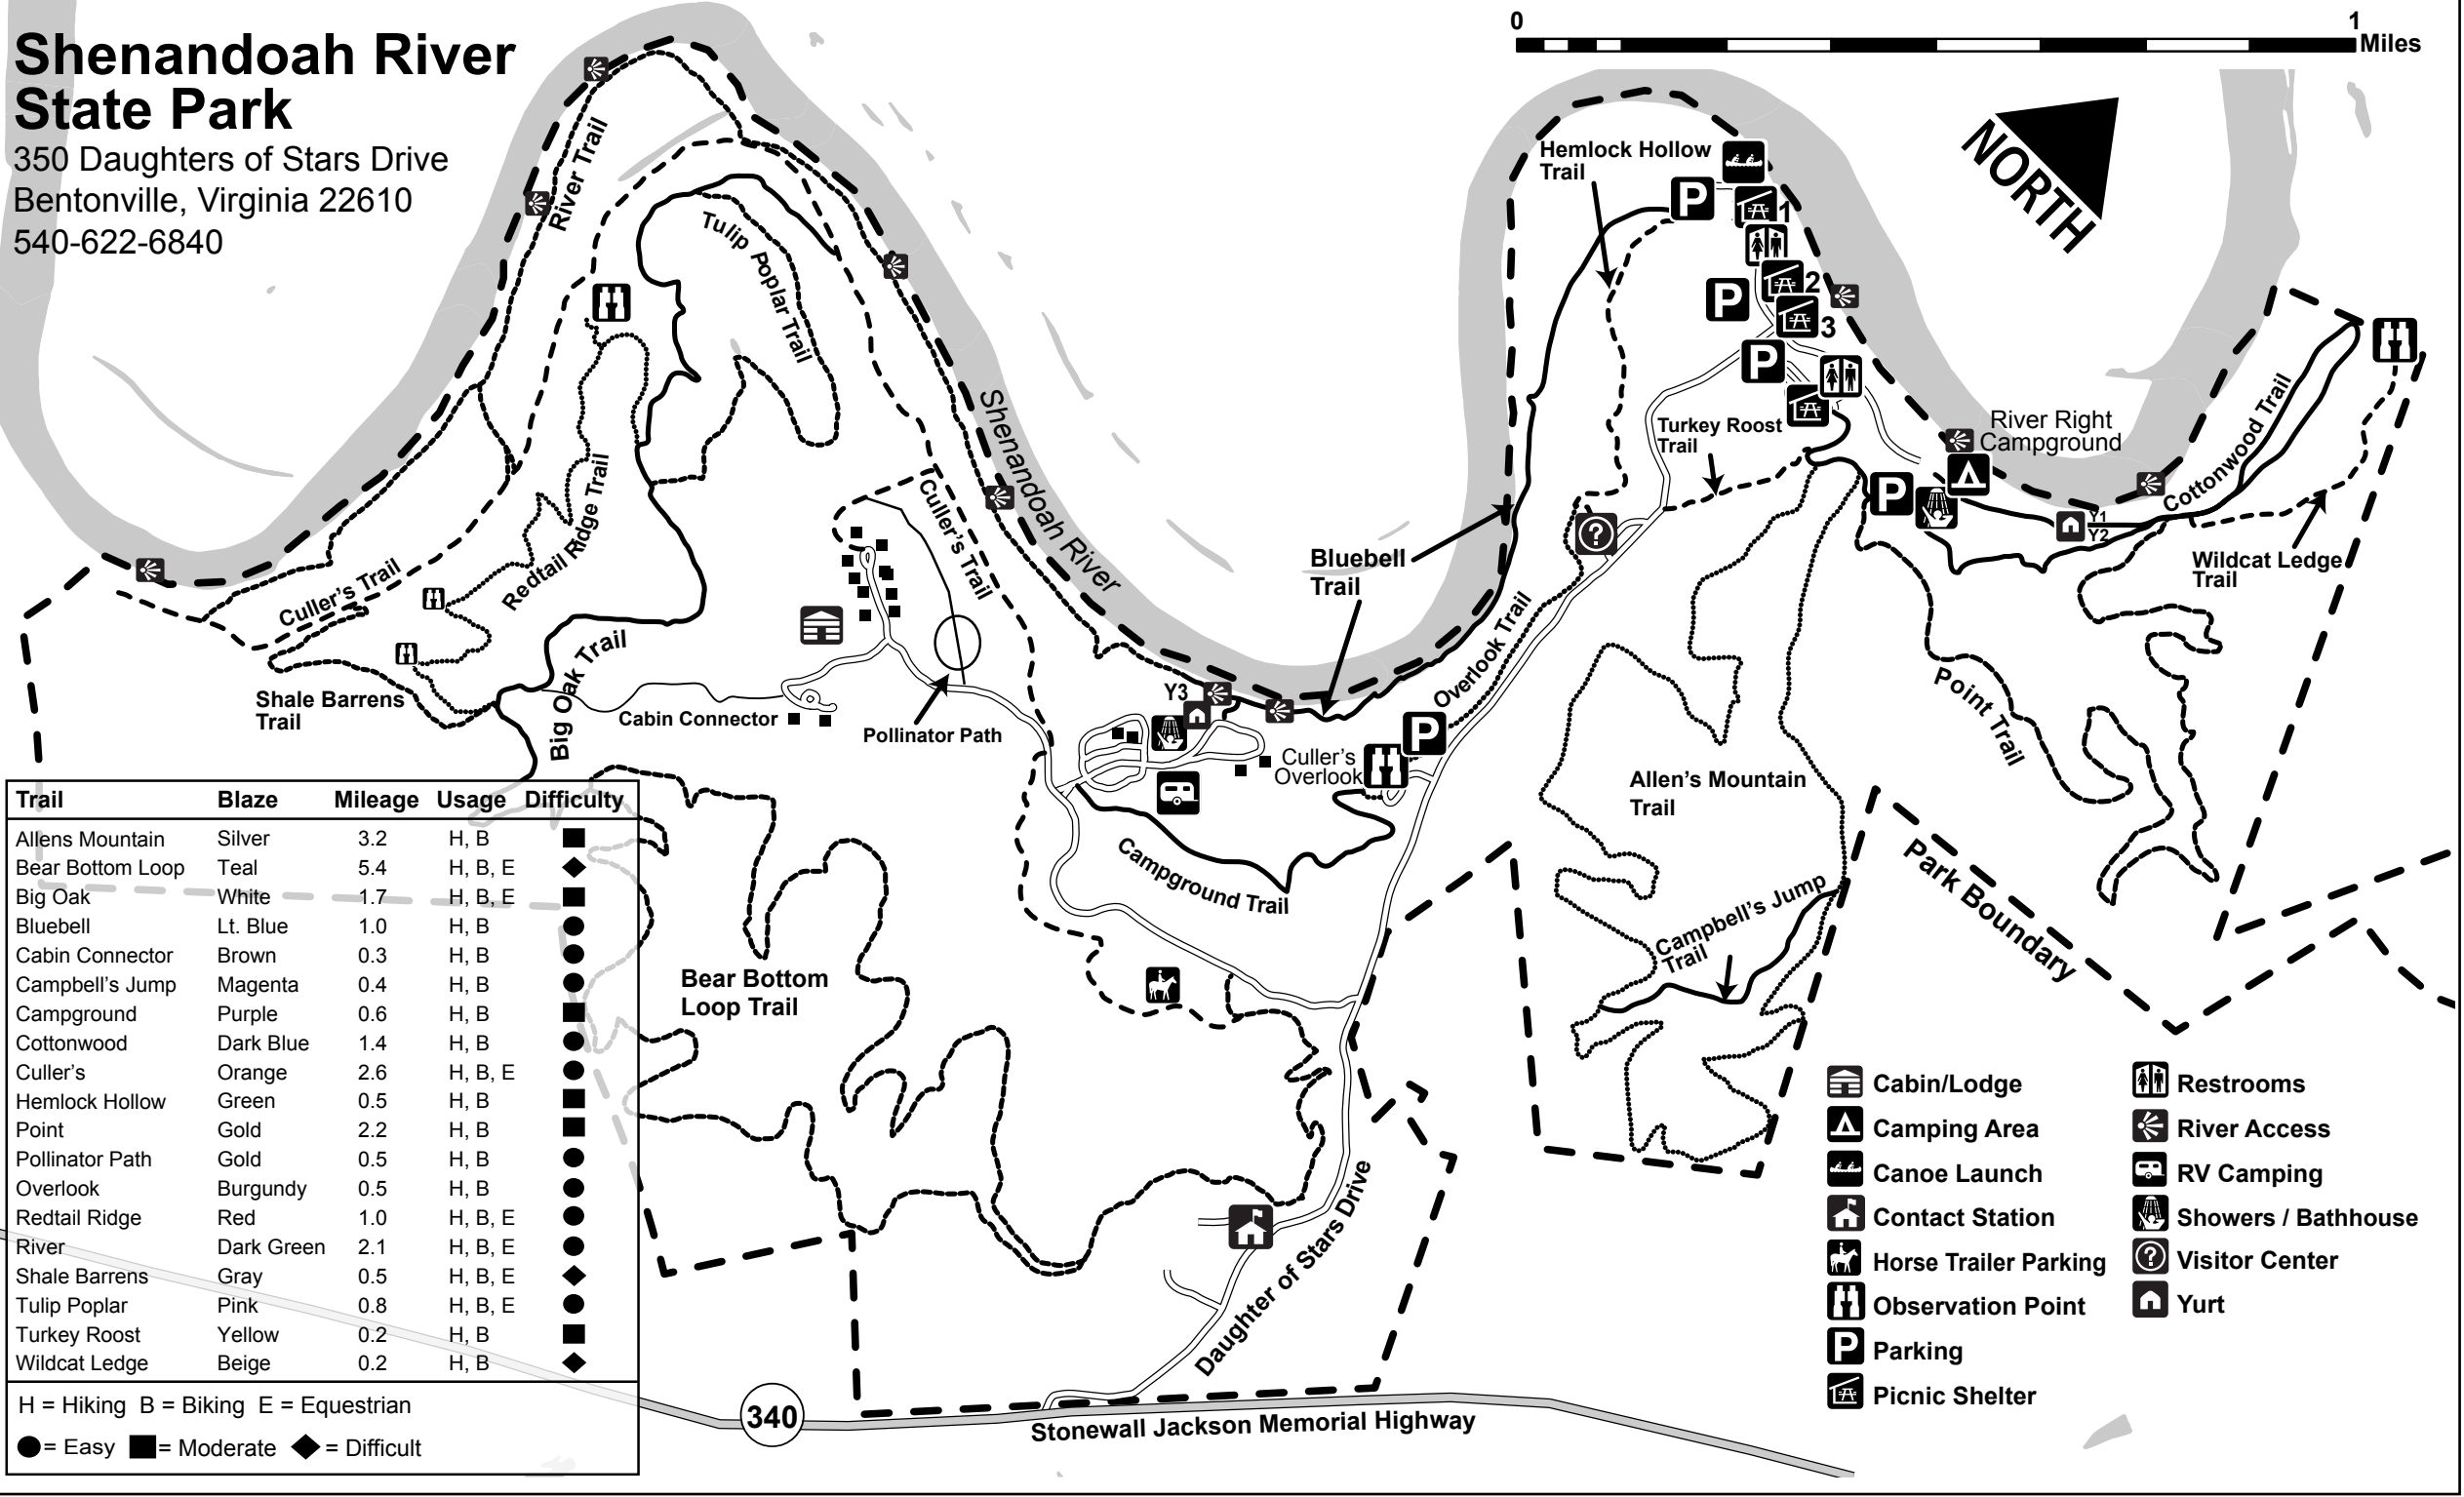 Shenandoah River
State Park
350 Daughters of Stars Drive
Bentonville, Virginia 22610
540-622-6840
0
1
Miles
NORTH
River Trail
Tulip Poplar Trail
Hemlock Hollow
Trail
1
2
3
Shenandoah River
Turkey Roost
Trail
River Right
Campground
Cottonwood Trail
Y1
Y2
Wildcat Ledge
Trail
Culler's Trail
Redtail Ridge Trail
Culler's Trail
Bluebell
Trail
Overlook Trail
Shale Barrens
Trail
Big Oak Trail
Cabin Connector
Pollinator Path
Y3
Culler's
Overlook
Point Trail
Allen's Mountain
Trail
Campground Trail
Campbell's Jump
Trail
Park Boundary
Bear Bottom
Loop Trail
Daughter of Stars Drive
340
Stonewall Jackson Memorial Highway
Trail Blaze Mileage Usage Difficulty
Allens Mountain Silver 3.2 H, B
Bear Bottom Loop Teal 5.4 H, B, E
Big Oak White 1.7 H, B, E
Bluebell Lt. Blue 1.0 H, B
Cabin Connector Brown 0.3 H, B
Campbell's Jump Magenta 0.4 H, B
Campground Purple 0.6 H, B
Cottonwood Dark Blue 1.4 H, B
Culler's Orange 2.6 H, B, E
Hemlock Hollow Green 0.5 H, B
Point Gold 2.2 H, B
Pollinator Path Gold 0.5 H, B
Overlook Burgundy 0.5 H, B
Redtail Ridge Red 1.0 H, B, E
River Dark Green 2.1 H, B, E
Shale Barrens Gray 0.5 H, B, E
Tulip Poplar Pink 0.8 H, B, E
Turkey Roost Yellow 0.2 H, B
Wildcat Ledge Beige 0.2 H, B
H = Hiking B = Biking E = Equestrian
= Easy = Moderate = Difficult
Cabin/Lodge
Camping Area
Canoe Launch
Contact Station
Horse Trailer Parking
Observation Point
P Parking
Picnic Shelter
Restrooms
River Access
RV Camping
Showers / Bathhouse
? Visitor Center
Yurt
P
P
P
P
P
?